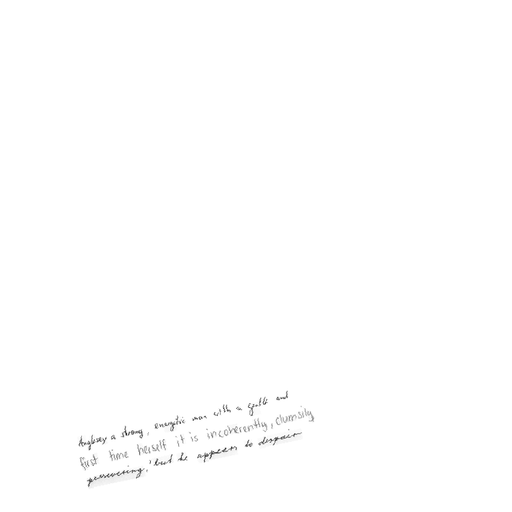 Anglesey a strong, energetic man with a gentle and
first time herself it is incoherently, clumsily,
persevering,' but he appears to despair